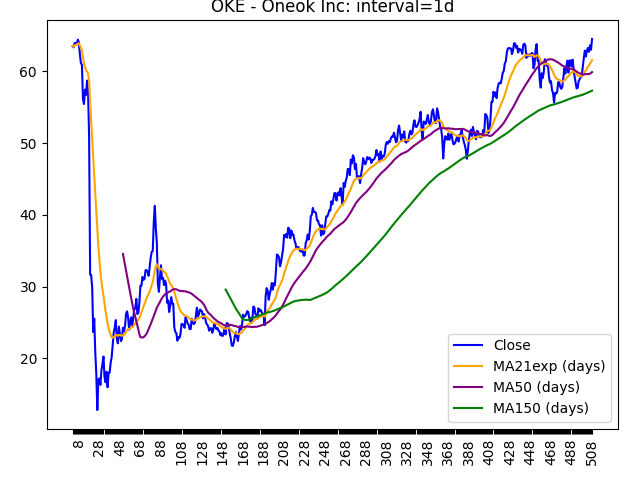 OKE - Oneok Inc: interval=1d
60
50
40
30
20
Close
MA21exp (days)
MA50 (days)
MA150 (days)
8 28 48 68 88 108 128 148 168 188 208 228 248 268 288 308 328 348 368 388 408 428 448 468 488 508